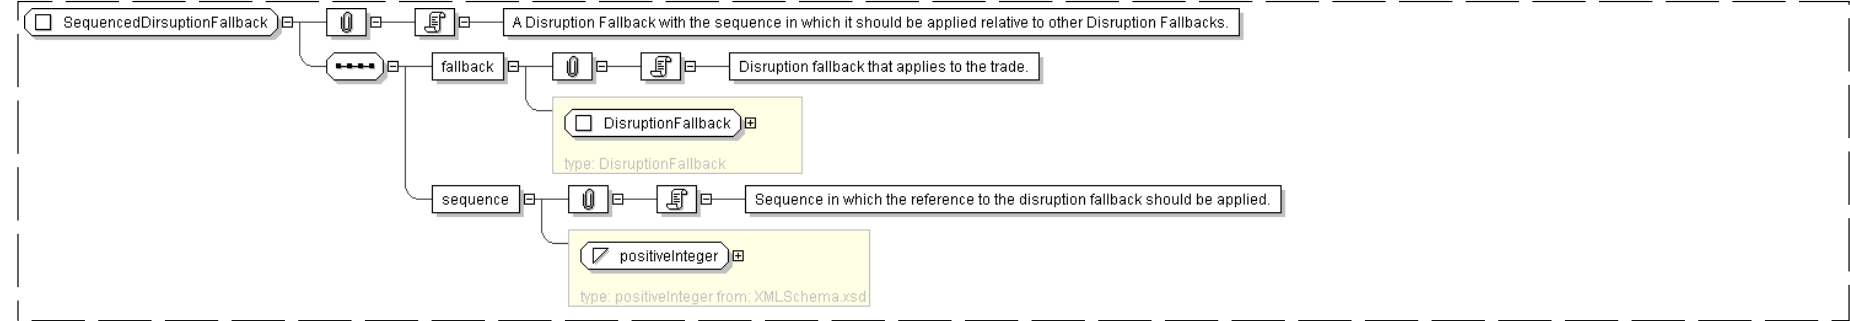 SequencedDirsuptionFallback
A Disruption Fallback with the sequence in which it should be applied relative to other Disruption Fallbacks.
fallback
Disruption fallback that applies to the trade.
DisruptionFallback
type: DisruptionFallback
sequence
Sequence in which the reference to the disruption fallback should be applied.
positiveInteger
type: positiveInteger from: XMLSchema.xsd